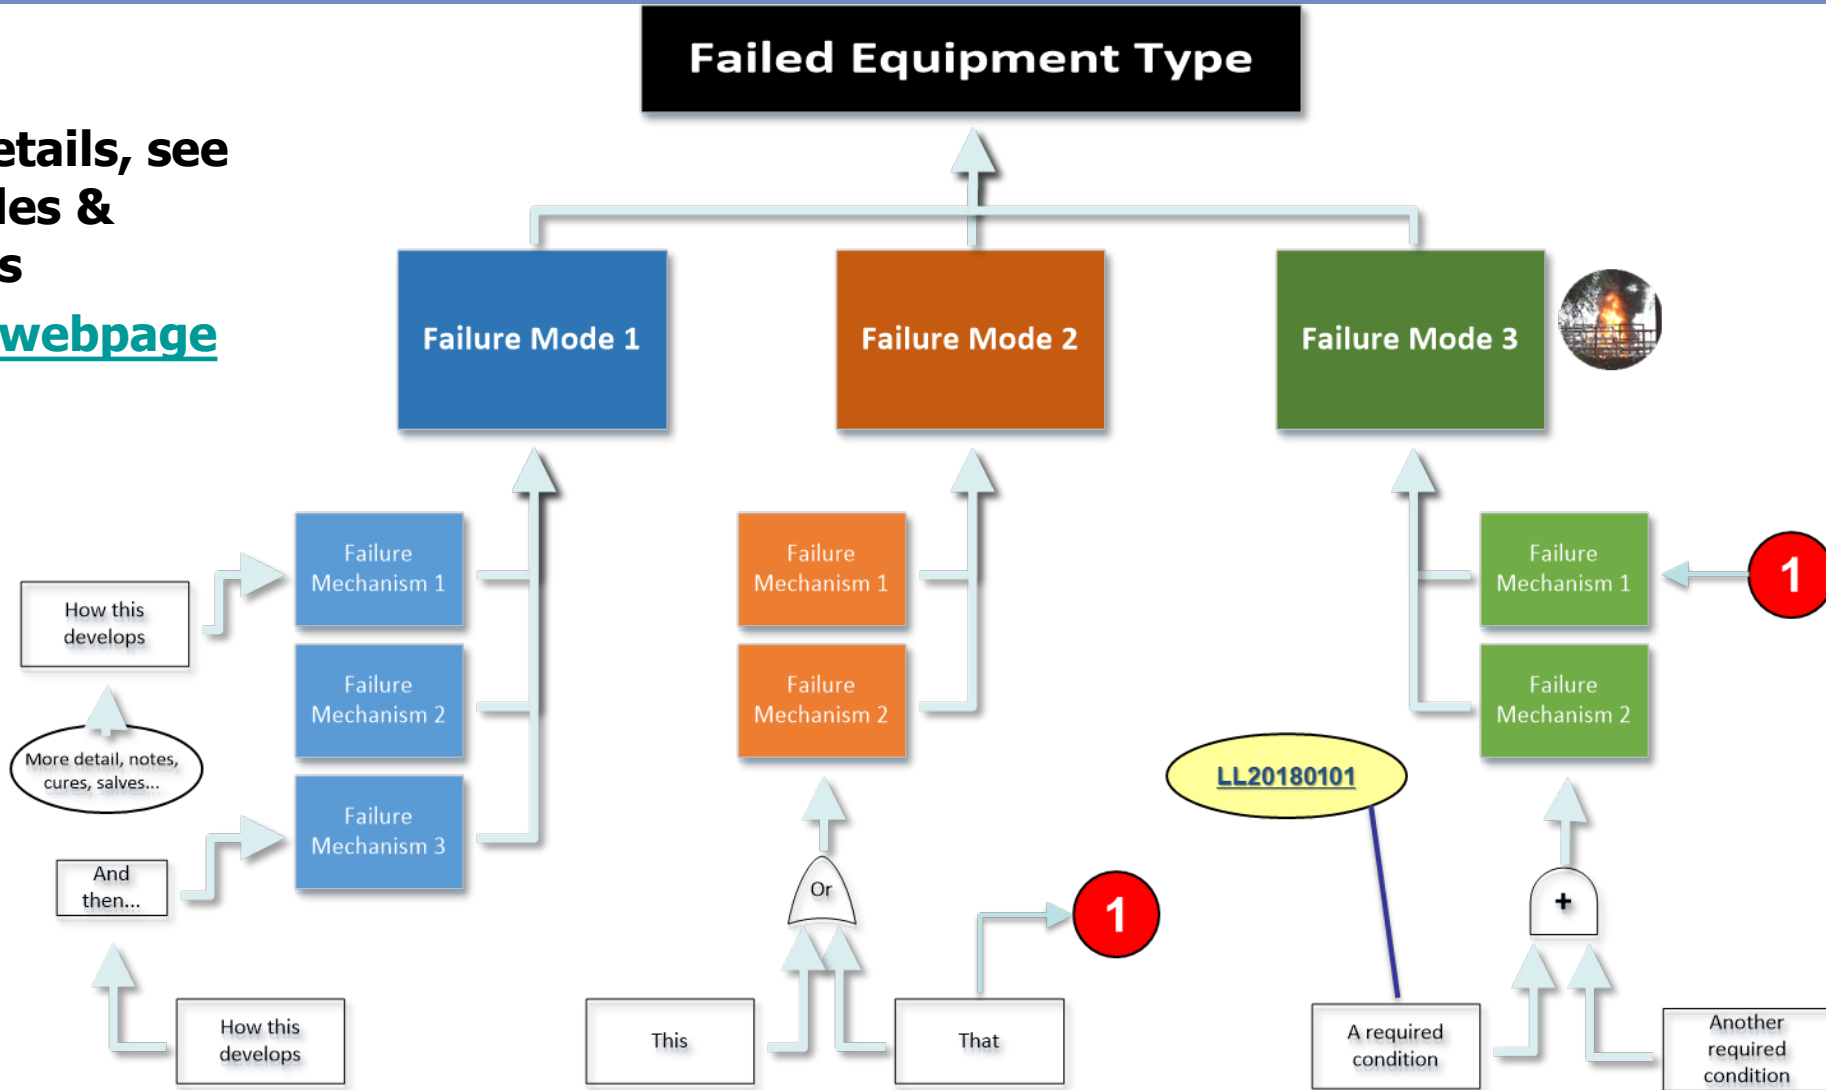 Failed Equipment Type
etails, see
les &
s
webpage
Failure Mode 1
Failure Mode 2
Failure Mode 3
Failure
Mechanism 1
Failure
Mechanism 1
Failure
Mechanism 1
1
How this
develops
Failure
Mechanism 2
Failure
Mechanism 2
Failure
Mechanism 2
More detail, notes,
cures, salves...
LL20180101
Failure
Mechanism 3
And
then...
Or
1
+
How this
develops
This
That
A required
condition
Another
required
condition